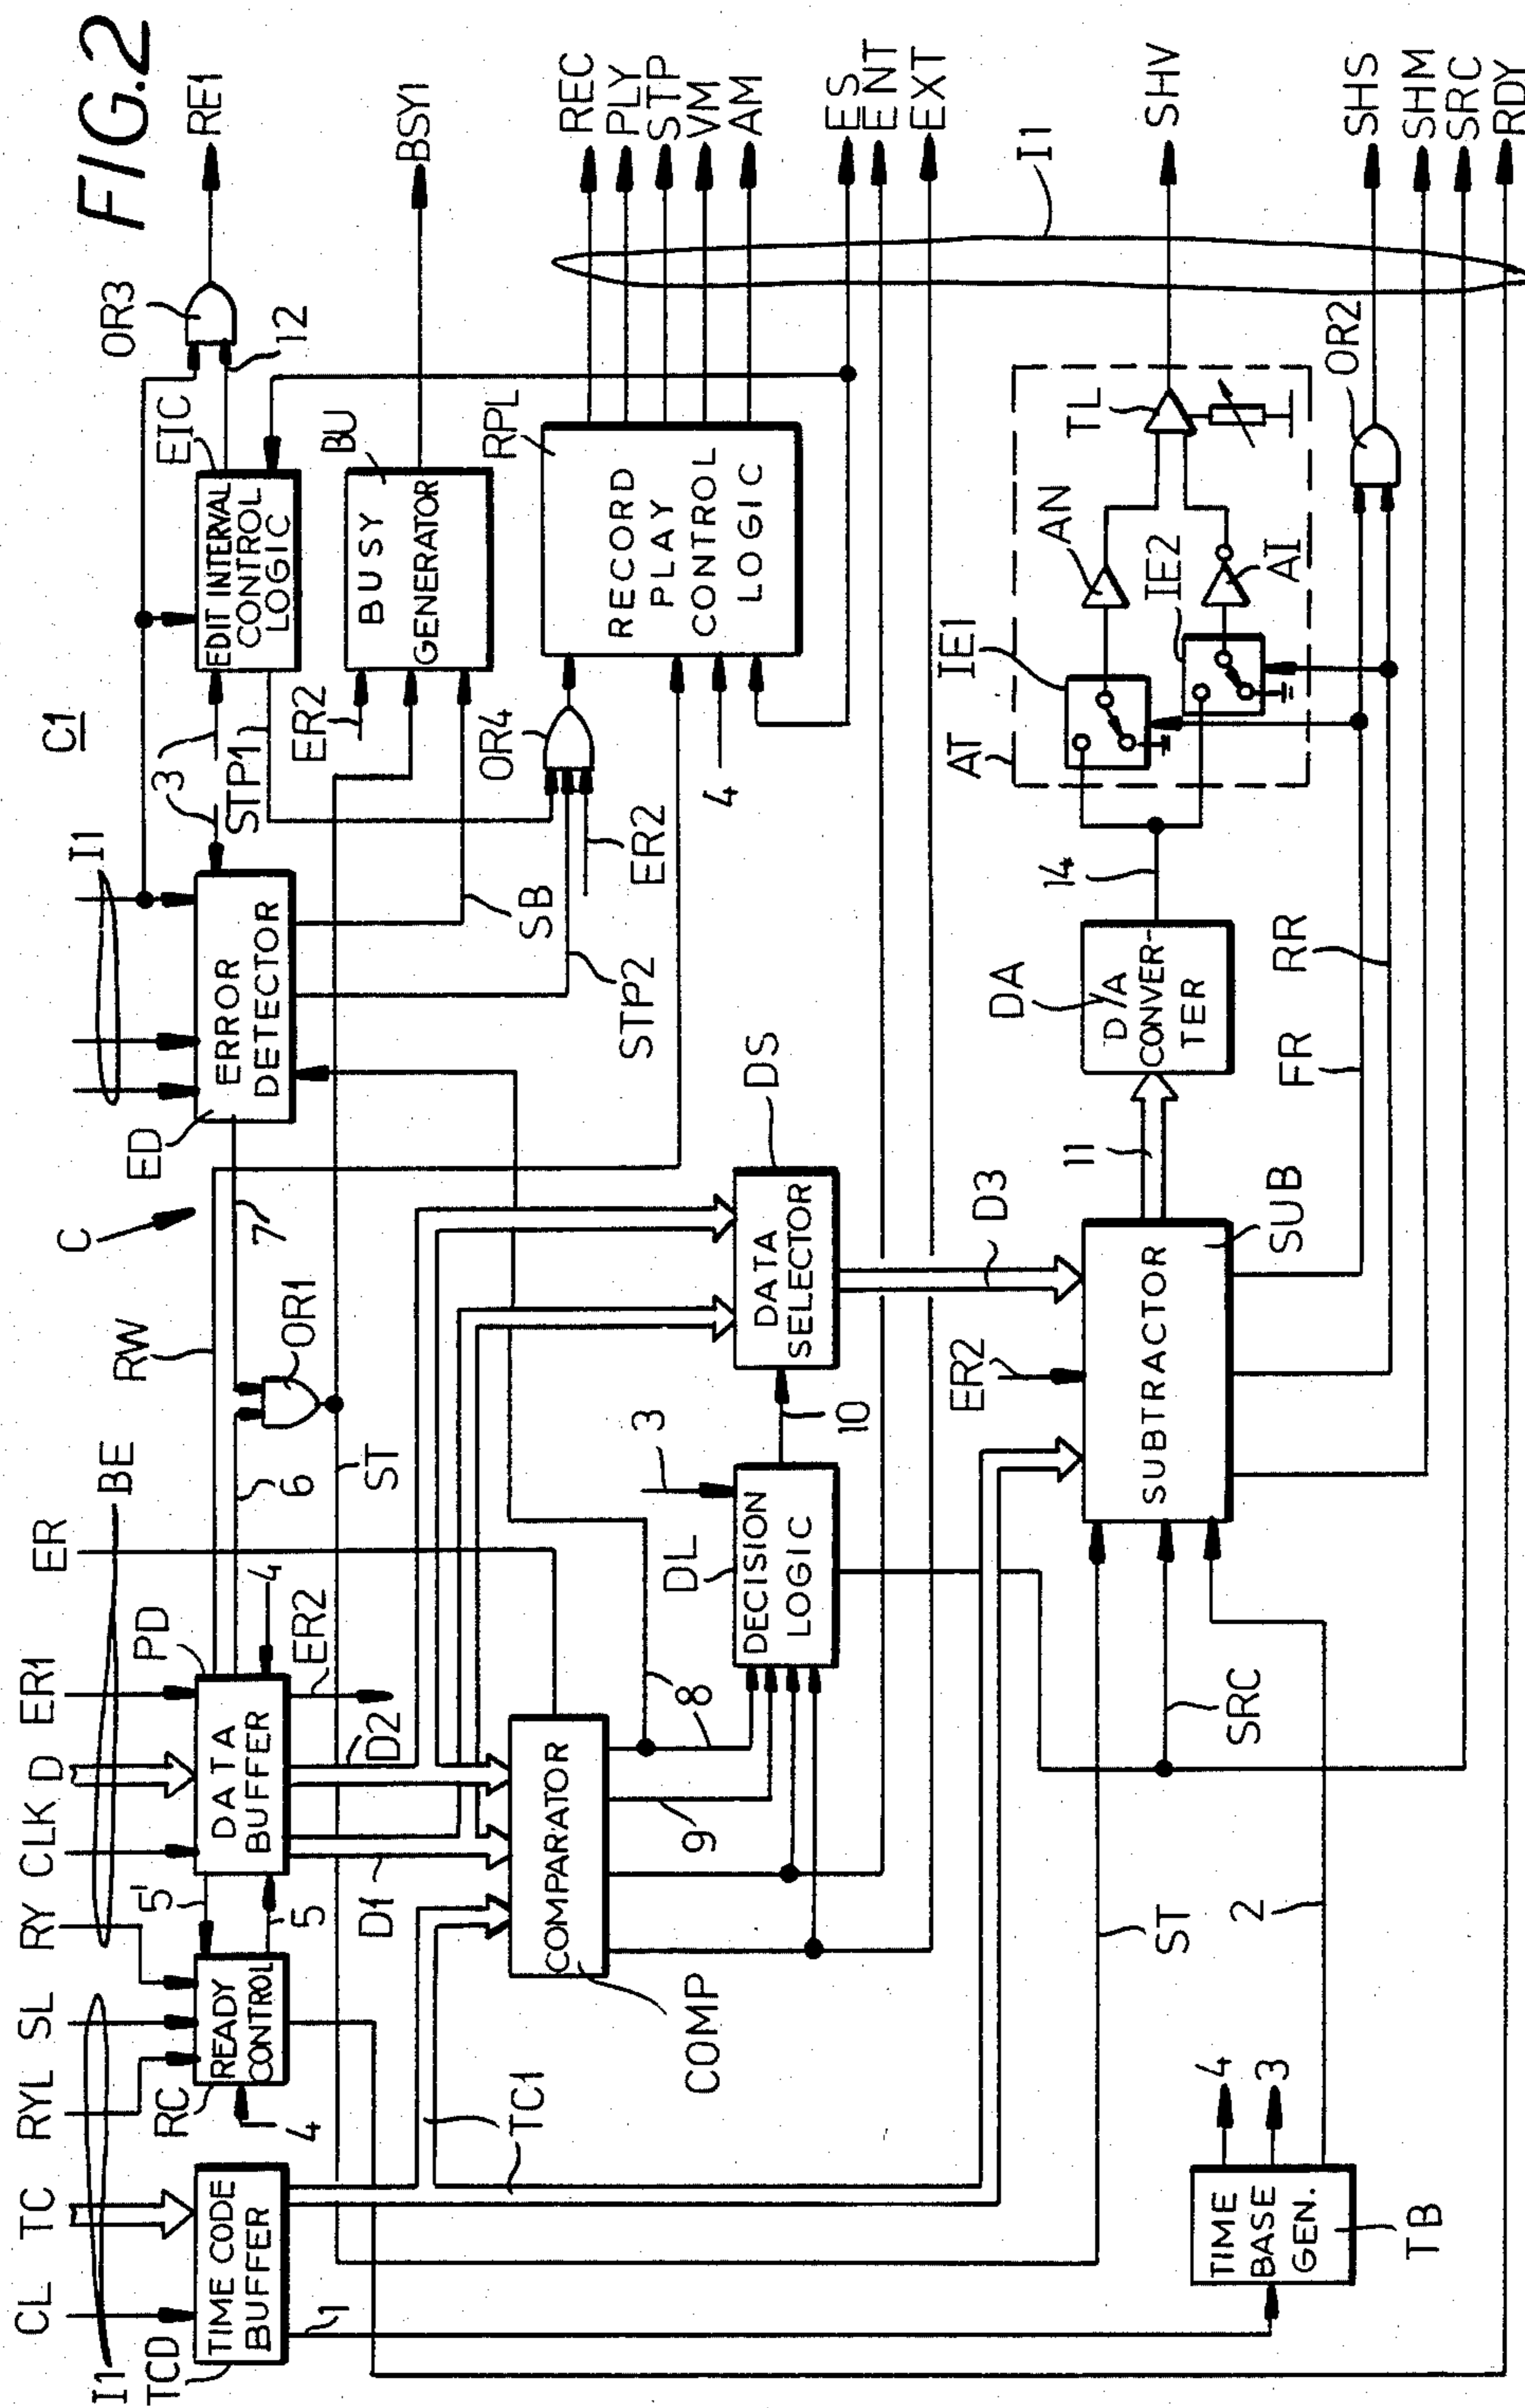 FIG.2
C1
C
I1
CL
TC
RYL
SL
RY
CLK
D
ER1
ER
BE
I1
TCD
TIME CODE
BUFFER
RC
READY
CONTROL
4
5'
5
PD
DATA
BUFFER
4
ER2
RW
6
7
OR1
ST
ED
ERROR
DETECTOR
3
STP1
EIC
EDIT INTERVAL
CONTROL
LOGIC
OR3
12
RE1
BU
BUSY
GENERATOR
ER2
BSY1
SB
STP2
OR4
ER2
4
RPL
RECORD
PLAY
CONTROL
LOGIC
REC
PLY
STP
VM
AM
ES
ENT
EXT
I1
1
TC1
D1
D2
COMPARATOR
COMP
8
9
DL
DECISION
LOGIC
3
10
DS
DATA
SELECTOR
D3
ER2
ST
SRC
2
SUBTRACTOR
SUB
11
DA
D/A
CONVER-
TER
14
FR
RR
AT
IE1
IE2
AN
AI
TL
OR2
SHV
SHS
SHM
SRC
RDY
TIME
BASE
GEN.
TB
4
3